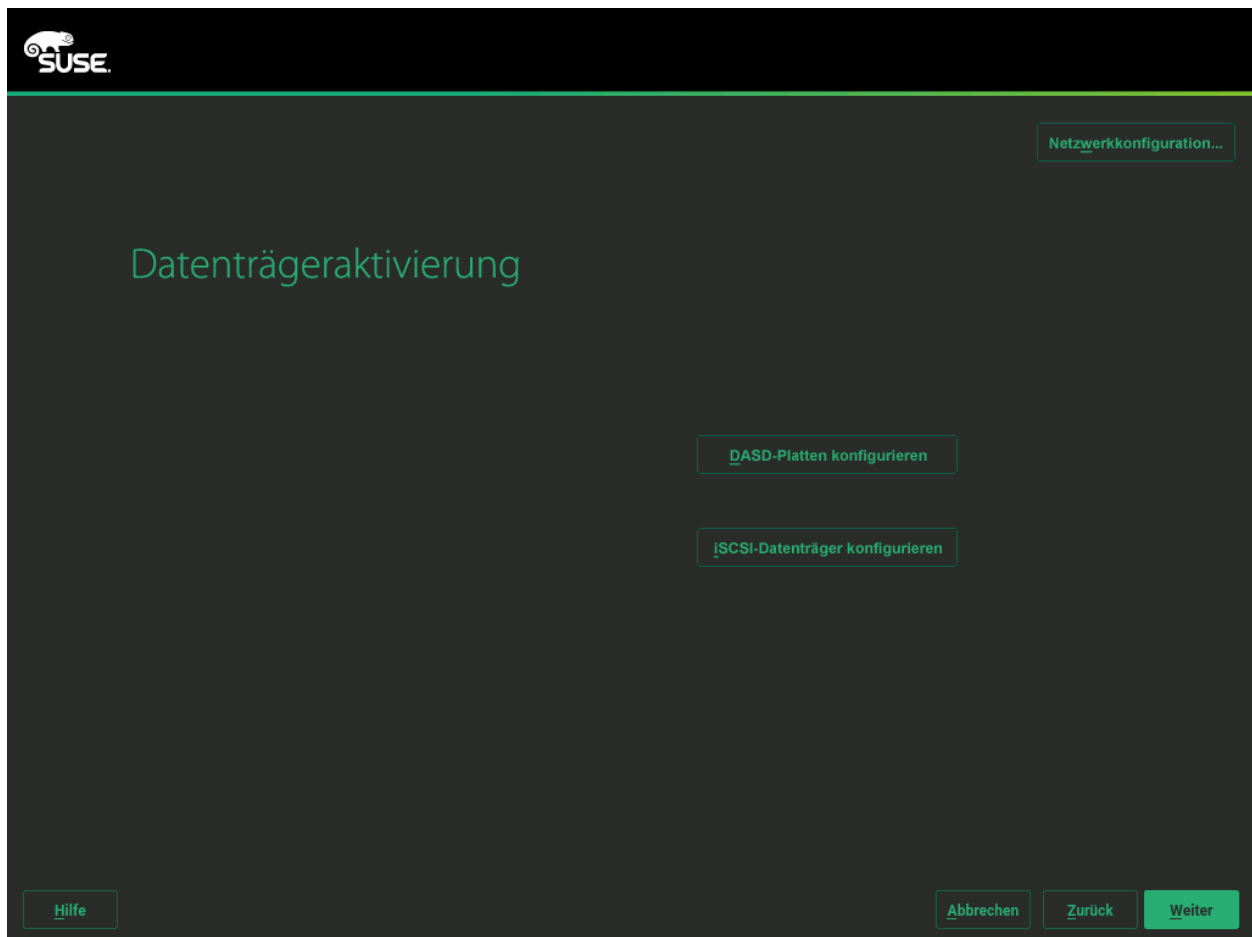 SUSE.
Netzwerkkonfiguration...
Datenträgeraktivierung
DASD-Platten konfigurieren
iSCSI-Datenträger konfigurieren
Hilfe
Abbrechen
Zurück
Weiter